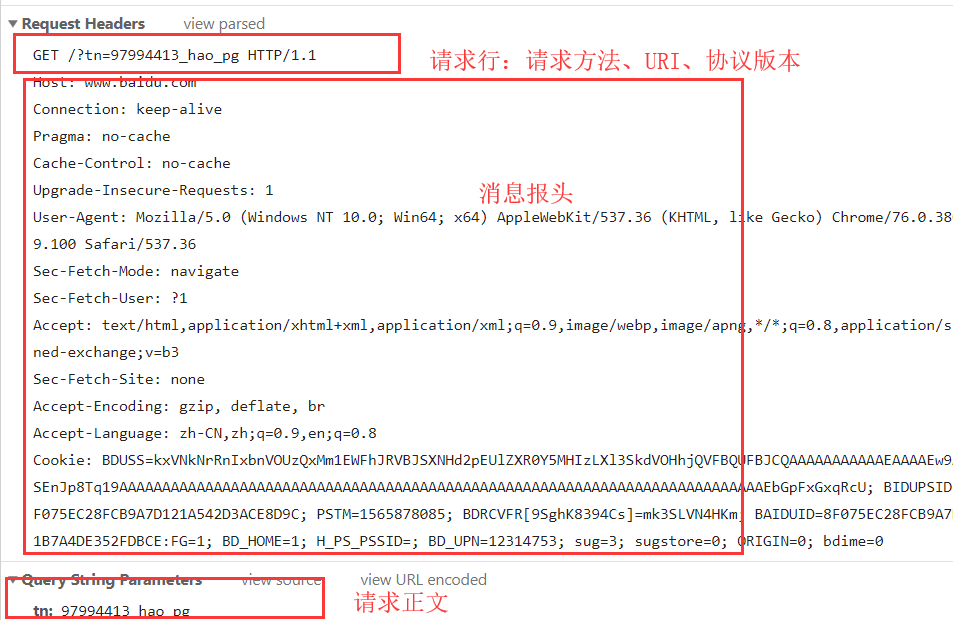 Request Headers view parsed
GET /?tn=97994413_hao_pg HTTP/1.1
请求行：请求方法、URI、协议版本
Host: www.baidu.com
Connection: keep-alive
Pragma: no-cache
Cache-Control: no-cache
Upgrade-Insecure-Requests: 1
消息报头
User-Agent: Mozilla/5.0 (Windows NT 10.0; Win64; x64) AppleWebKit/537.36 (KHTML, like Gecko) Chrome/76.0.380
9.100 Safari/537.36
Sec-Fetch-Mode: navigate
Sec-Fetch-User: ?1
Accept: text/html,application/xhtml+xml,application/xml;q=0.9,image/webp,image/apng,*/*;q=0.8,application/s
ned-exchange;v=b3
Sec-Fetch-Site: none
Accept-Encoding: gzip, deflate, br
Accept-Language: zh-CN,zh;q=0.9,en;q=0.8
Cookie: BDUSS=kxVNkNrRnIxbnVOUzQxMm1EWFhJRVBJSXNHd2pEUlZXR0Y5MHIzLXl3SkdVOHhjQVFBQUFBJCQAAAAAAAAAAAEAAAAEw9
SEnJp8Tq19AAAAAAAAAAAAAAAAAAAAAAAAAAAAAAAAAAAAAAAAAAAAAAAAAAAAAAAAAAAAAAAAAAAAAAAAAAAEbGpFxGxqRcU; BIDUPSID
F075EC28FCB9A7D121A542D3ACE8D9C; PSTM=1565878085; BDRCVFR[9SghK8394Cs]=mk3SLVN4HKm; BAIDUID=8F075EC28FCB9A7
1B7A4DE352FDBCE:FG=1; BD_HOME=1; H_PS_PSSID=; BD_UPN=12314753; sug=3; sugstore=0; ORIGIN=0; bdime=0
Query String Parameters view source view URL encoded
tn: 97994413_hao_pg
请求正文